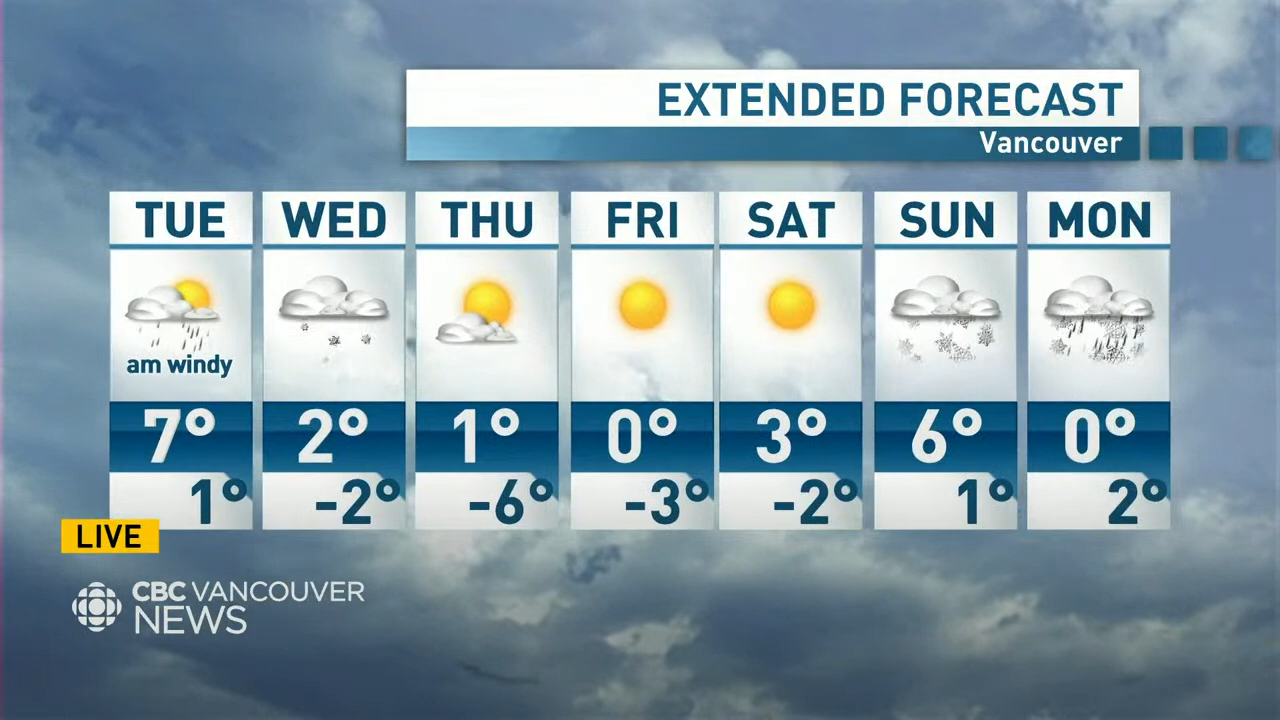 EXTENDED FORECAST
Vancouver
TUE WED THU FRI SAT SUN MON
am windy
7° 2° 1° 0° 3° 6° 0°
1° -2° -6° -3° -2° 1° 2°
LIVE
CBC VANCOUVER
NEWS